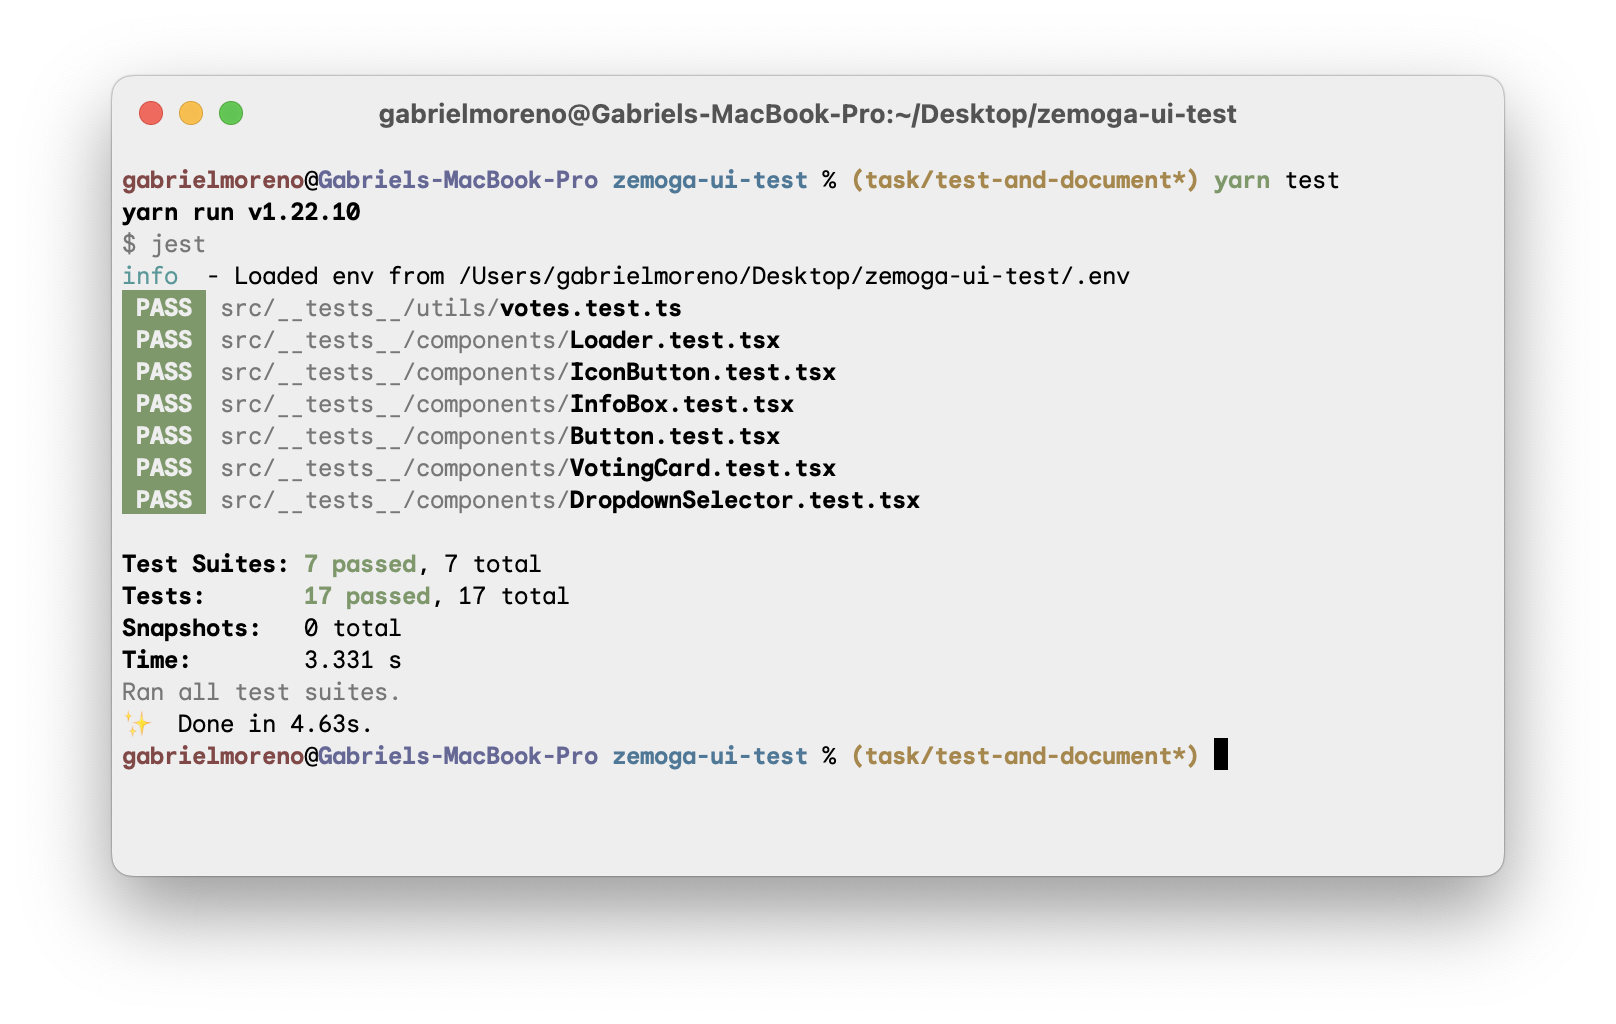 gabrielmoreno@Gabriels-MacBook-Pro:~/Desktop/zemoga-ui-test
gabrielmoreno@Gabriels-MacBook-Pro zemoga-ui-test % (task/test-and-document*) yarn test
yarn run v1.22.10
$ jest
info  - Loaded env from /Users/gabrielmoreno/Desktop/zemoga-ui-test/.env
PASS src/__tests__/utils/votes.test.ts
PASS src/__tests__/components/Loader.test.tsx
PASS src/__tests__/components/IconButton.test.tsx
PASS src/__tests__/components/InfoBox.test.tsx
PASS src/__tests__/components/Button.test.tsx
PASS src/__tests__/components/VotingCard.test.tsx
PASS src/__tests__/components/DropdownSelector.test.tsx
Test Suites: 7 passed, 7 total
Tests:       17 passed, 17 total
Snapshots:   0 total
Time:        3.331 s
Ran all test suites.
✨  Done in 4.63s.
gabrielmoreno@Gabriels-MacBook-Pro zemoga-ui-test % (task/test-and-document*)